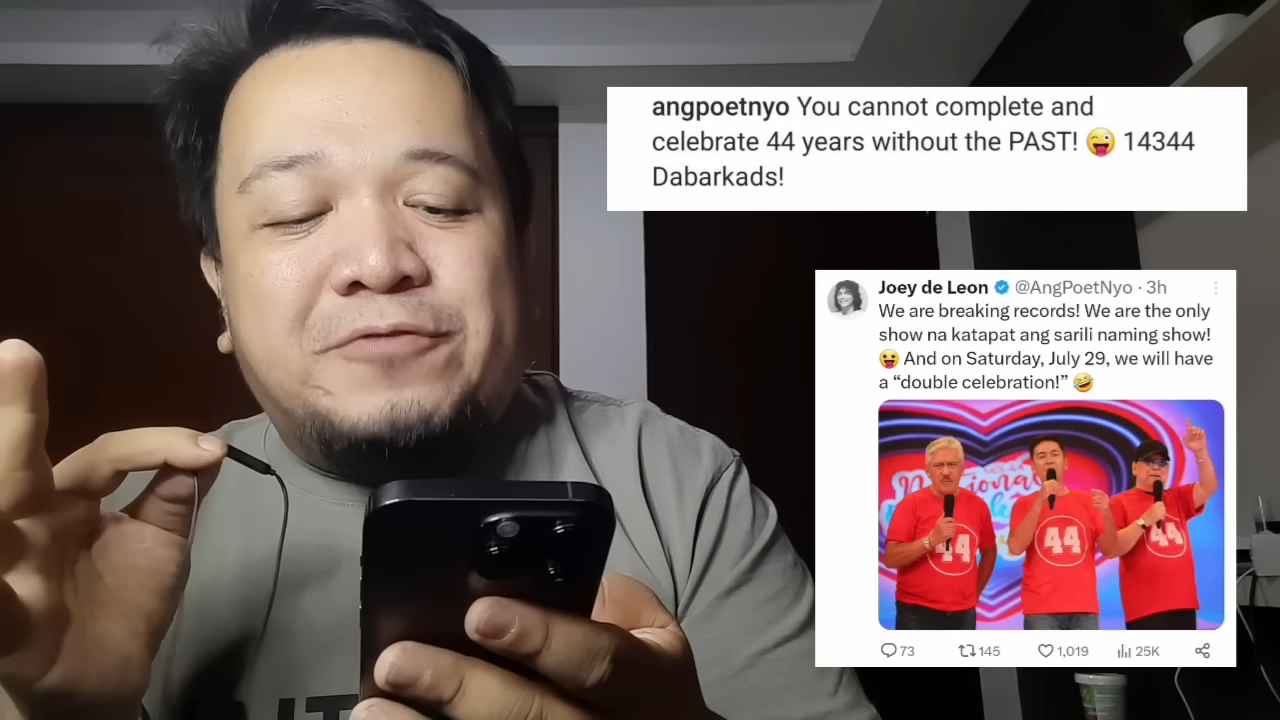 angpoetnyo You cannot complete and
celebrate 44 years without the PAST! 😜 14344
Dabarkads!
Joey de Leon @AngPoetNyo · 3h
We are breaking records! We are the only
show na katapat ang sarili naming show!
😝 And on Saturday, July 29, we will have
a “double celebration!” 🤣
National
44
44
44
73
145
1,019
25K